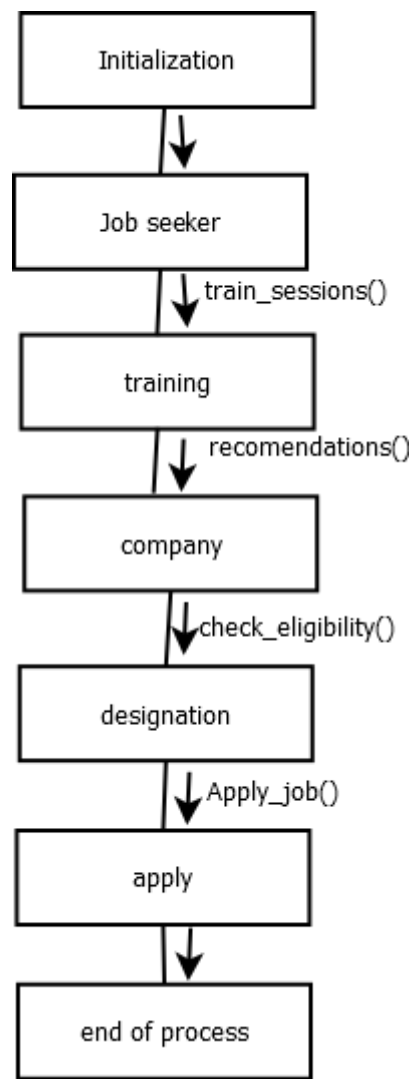 Initialization
Job seeker
train_sessions()
training
recomendations()
company
check_eligibility()
designation
Apply_job()
apply
end of process